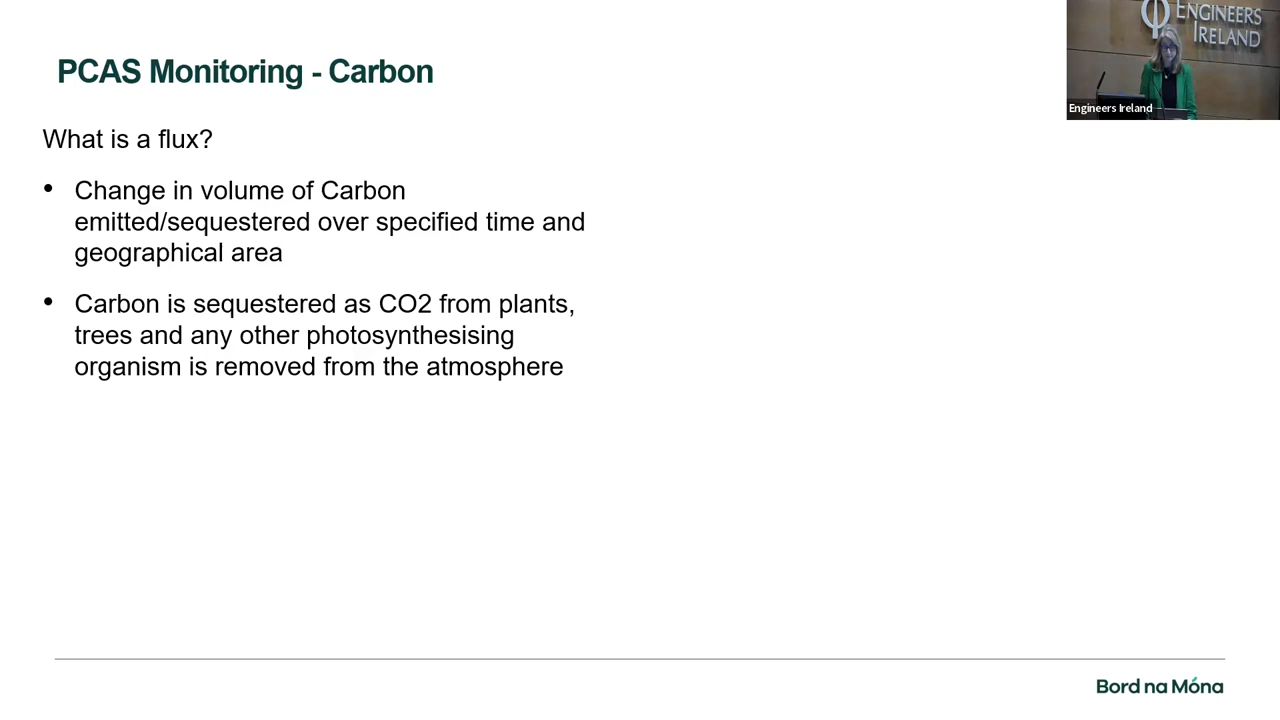 PCAS Monitoring - Carbon
ENGINEERS
IRELAND
Engineers Ireland
What is a flux?
• Change in volume of Carbon
emitted/sequestered over specified time and
geographical area
• Carbon is sequestered as CO2 from plants,
trees and any other photosynthesising
organism is removed from the atmosphere
Bord na Móna